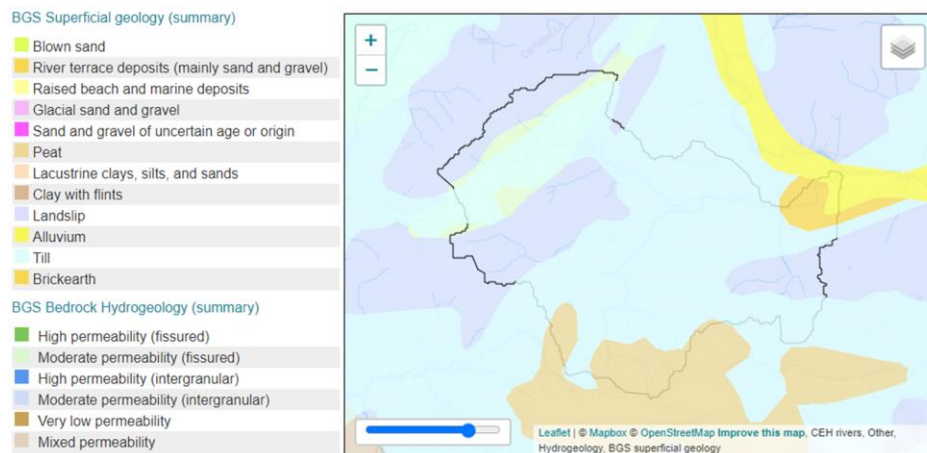 BGS Superficial geology (summary)
Blown sand
River terrace deposits (mainly sand and gravel)
Raised beach and marine deposits
Glacial sand and gravel
Sand and gravel of uncertain age or origin
Peat
Lacustrine clays, silts, and sands
Clay with flints
Landslip
Alluvium
Till
Brickearth
BGS Bedrock Hydrogeology (summary)
High permeability (fissured)
Moderate permeability (fissured)
High permeability (intergranular)
Moderate permeability (intergranular)
Very low permeability
Mixed permeability
+
−
Leaflet | © Mapbox © OpenStreetMap Improve this map, CEH rivers, Other,
Hydrogeology, BGS superficial geology